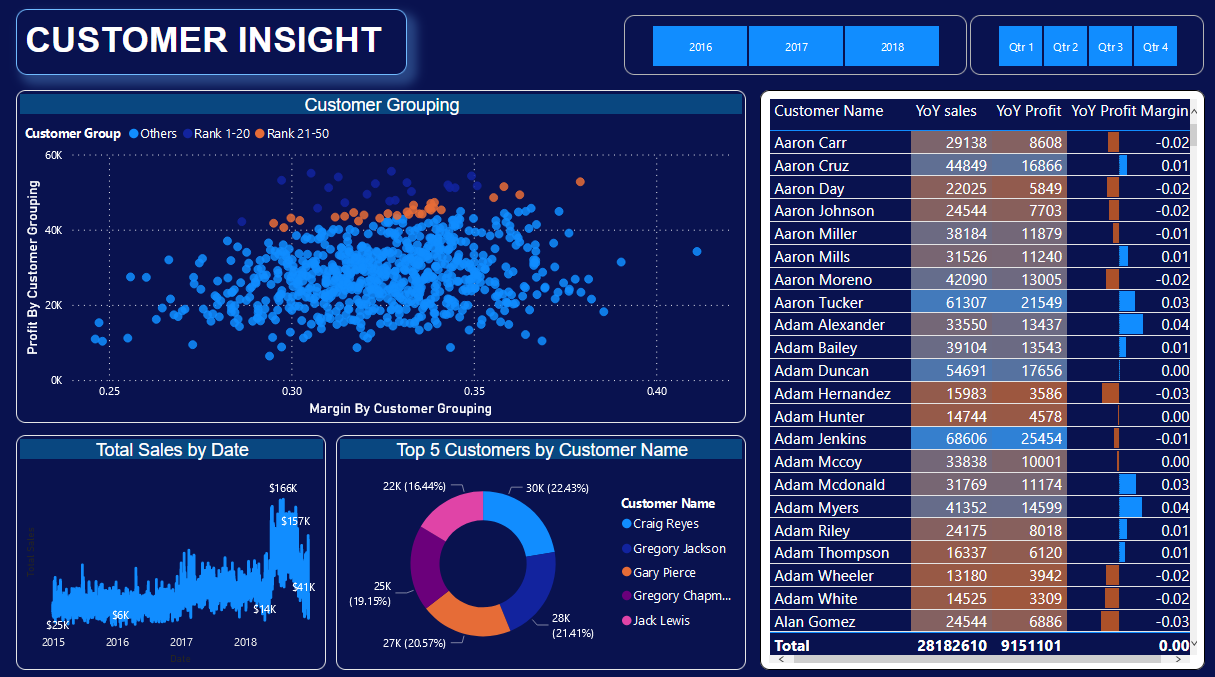 CUSTOMER INSIGHT
2016 2017 2018
Qtr 1 Qtr 2 Qtr 3 Qtr 4
Customer Grouping
Customer Group Others Rank 1-20 Rank 21-50
60K
40K
20K
0K
Profit By Customer Grouping
0.25 0.30 0.35 0.40
Margin By Customer Grouping
Total Sales by Date
$166K
$157K
$41K
$14K
$6K
$25K
Total Sales
2015 2016 2017 2018
Date
Top 5 Customers by Customer Name
22K (16.44%) 30K (22.43%)
25K
(19.15%)
28K
(21.41%)
27K (20.57%)
Customer Name
Craig Reyes
Gregory Jackson
Gary Pierce
Gregory Chapm...
Jack Lewis
Customer Name YoY sales YoY Profit YoY Profit Margin
Aaron Carr 29138 8608 -0.02
Aaron Cruz 44849 16866 0.01
Aaron Day 22025 5849 -0.02
Aaron Johnson 24544 7703 -0.02
Aaron Miller 38184 11879 -0.01
Aaron Mills 31526 11240 0.01
Aaron Moreno 42090 13005 -0.02
Aaron Tucker 61307 21549 0.03
Adam Alexander 33550 13437 0.04
Adam Bailey 39104 13543 0.01
Adam Duncan 54691 17656 0.00
Adam Hernandez 15983 3586 -0.03
Adam Hunter 14744 4578 0.00
Adam Jenkins 68606 25454 -0.01
Adam Mccoy 33838 10001 0.00
Adam Mcdonald 31769 11174 0.03
Adam Myers 41352 14599 0.04
Adam Riley 24175 8018 0.01
Adam Thompson 16337 6120 0.01
Adam Wheeler 13180 3942 -0.02
Adam White 14525 3309 -0.02
Alan Gomez 24544 6886 -0.03
Total 28182610 9151101 0.00